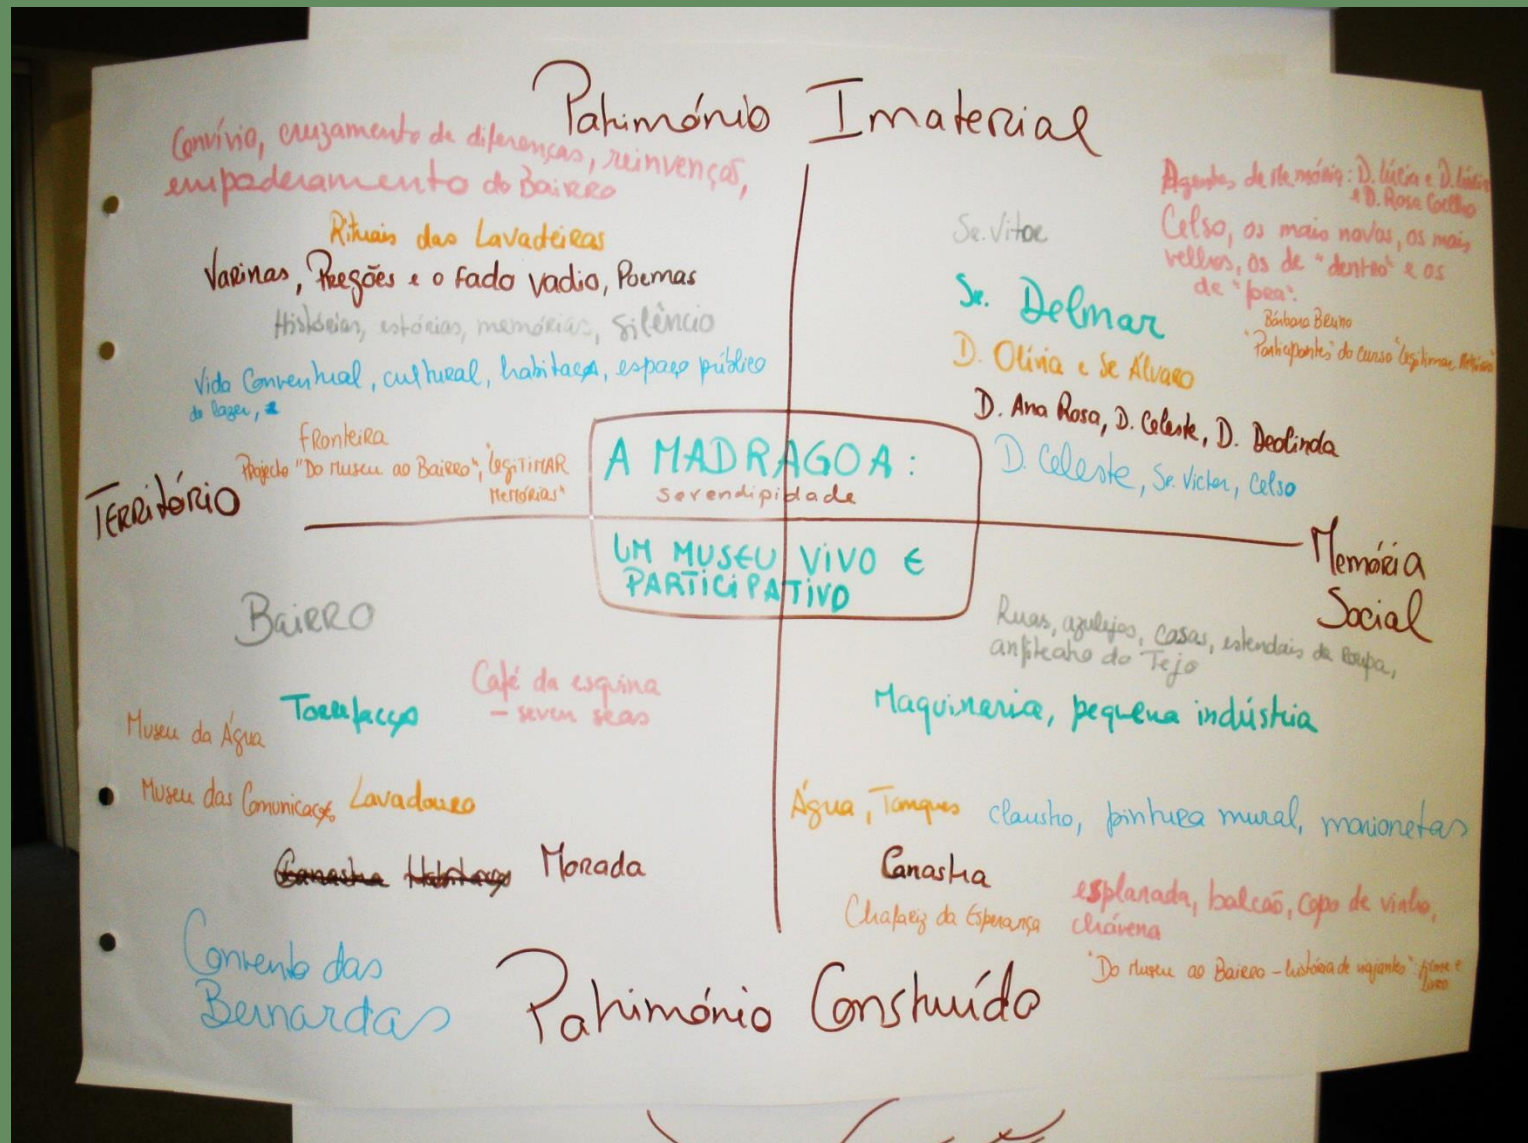 Património Imaterial
Convívio, cruzamento de diferenças, reinvenção,
empoderamento do Bairro
Rituais das Lavadeiras
Varinas, Pregões e o fado vadio, Poemas
Histórias, estórias, memórias, silêncio
Vida Conventual, cultural, habitação, espaço público
de lazer,
Fronteira
Projecto "Do Museu ao Bairro", "LegiTIMAR
Memórias"
Agentes de Memória: D. Lúcia e D.
e D. Rosa Coelho
Celso, os mais novos, os mais
velhos, os de "dentro" e os
de "fora".
Bárbara Bruno
"Participantes" do curso "Legitimar Memórias"
Sr. Vitor
Sr. Delmar
D. Olívia e Sr Álvaro
D. Ana Rosa, D. Celeste, D. Deolinda
D. Celeste, Sr. Victor, Celso
Território
A MADRAGOA:
serendipidade
UM MUSEU VIVO E
PARTICIPATIVO
Memória
Social
Bairro
Café da esquina
- seven seas
Torrefacção
Museu da Água
Museu das Comunicações Lavadouro
Canastra Habitação Morada
Convento das
Bernardas
Ruas, azulejos, casas, estendais de roupa,
anfiteatro do Tejo
Maquinaria, pequena indústria
Água, Tanques claustro, pintura mural, marionetas
Canastra
Chafariz da Esperança
esplanada, balcão, copo de vinho,
chávena
"Do Museu ao Bairro - história de viajantes": filme e
livro
Património Construído